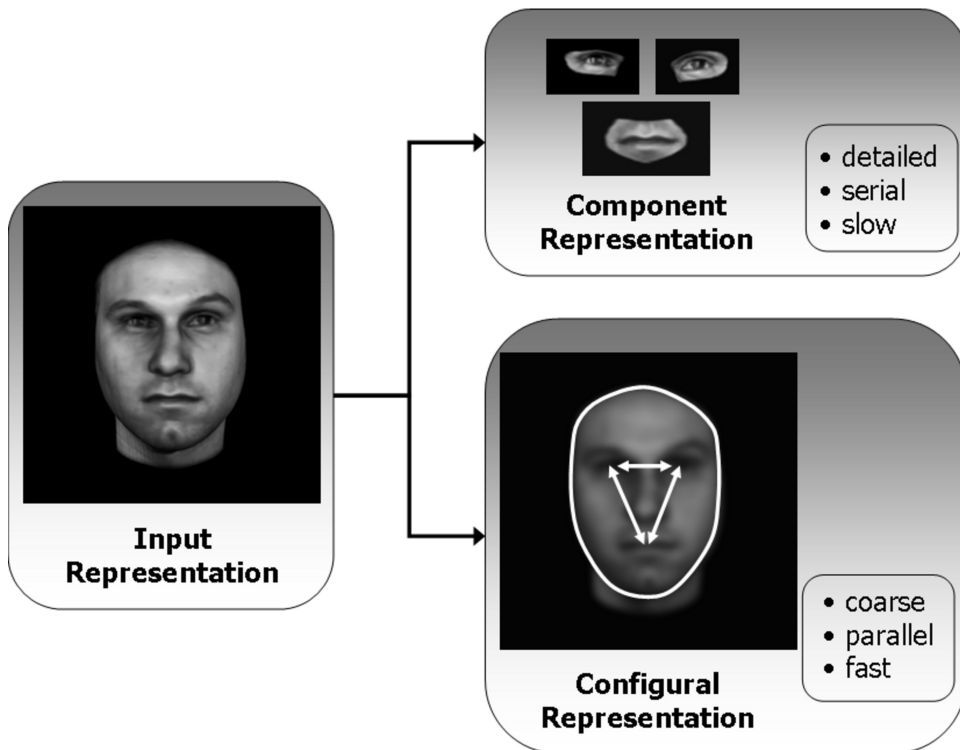 Input
Representation
Component
Representation
• detailed
• serial
• slow
Configural
Representation
• coarse
• parallel
• fast